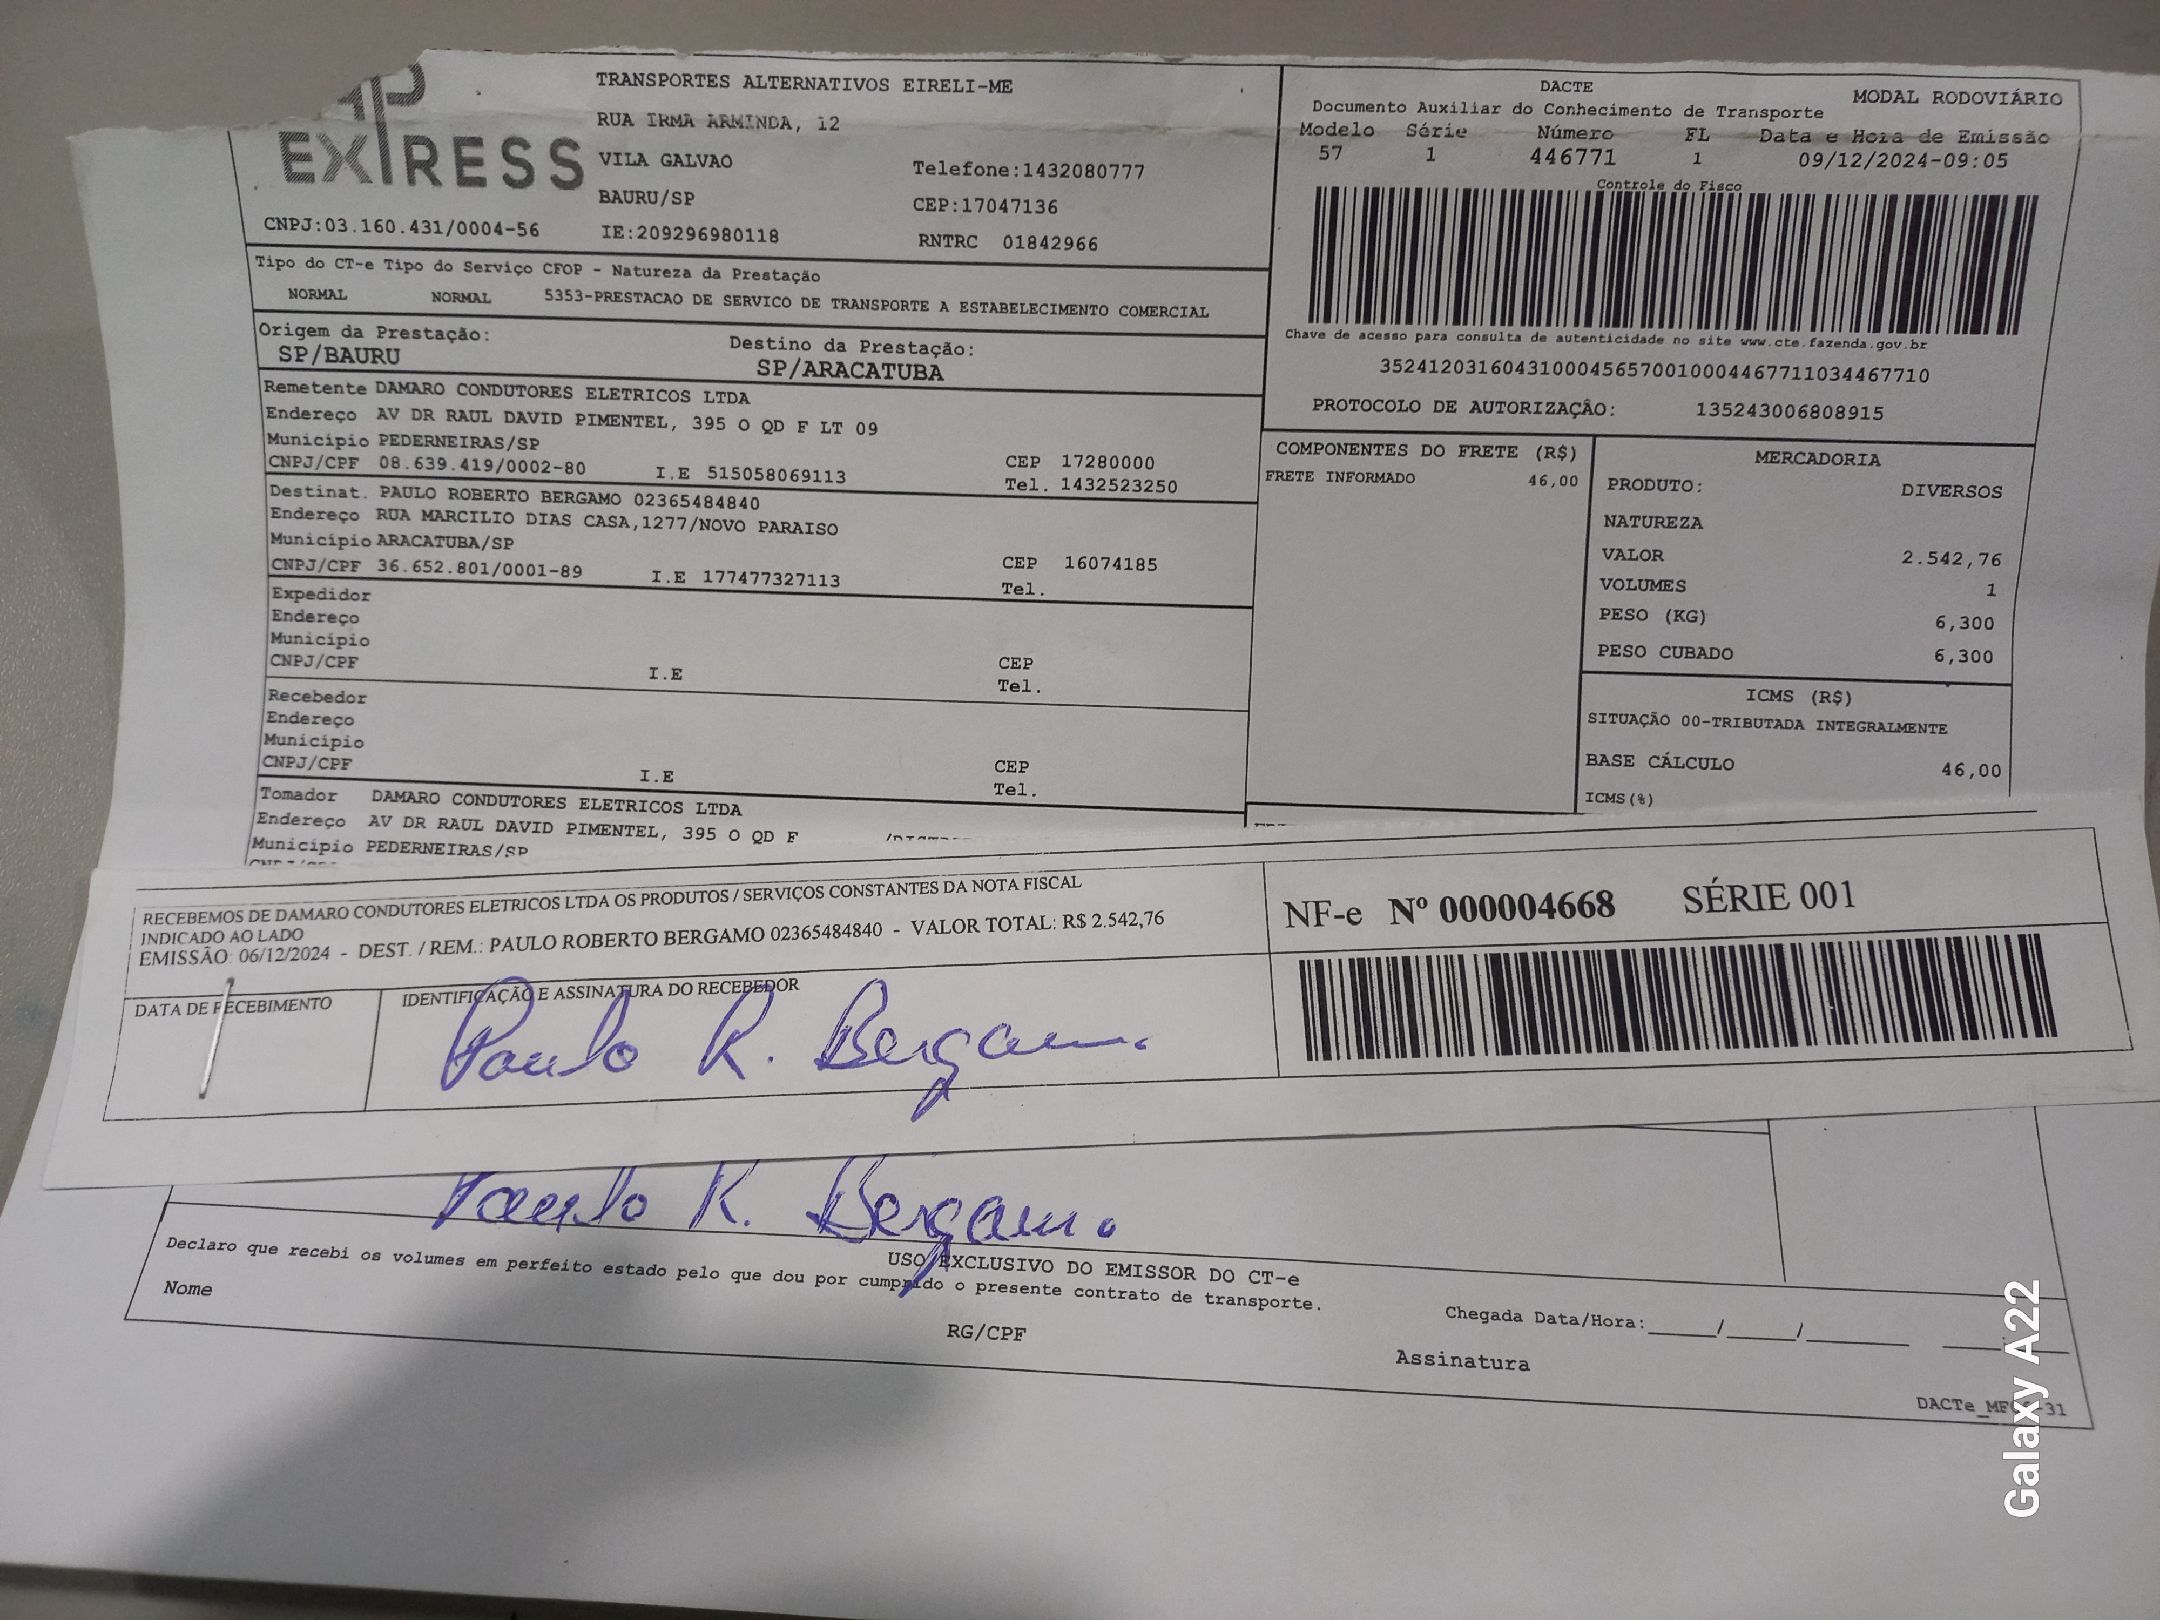 EXPRESS
TRANSPORTES ALTERNATIVOS EIRELI-ME
RUA IRMA ARMINDA, 12
VILA GALVAO
Telefone:1432080777
BAURU/SP
CEP:17047136
CNPJ:03.160.431/0004-56
IE:209296980118
RNTRC 01842966
DACTE
MODAL RODOVIÁRIO
Documento Auxiliar do Conhecimento de Transporte
Modelo Série Número FL Data e Hora de Emissão
57 1 446771 1 09/12/2024-09:05
Controle do Fisco
Chave de acesso para consulta de autenticidade no site www.cte.fazenda.gov.br
35241203160431000456570010004467711034467710
PROTOCOLO DE AUTORIZAÇÃO: 135243006808915
Tipo do CT-e Tipo do Serviço CFOP - Natureza da Prestação
NORMAL NORMAL 5353-PRESTACAO DE SERVICO DE TRANSPORTE A ESTABELECIMENTO COMERCIAL
Origem da Prestação:
SP/BAURU
Destino da Prestação:
SP/ARACATUBA
Remetente DAMARO CONDUTORES ELETRICOS LTDA
Endereço AV DR RAUL DAVID PIMENTEL, 395 O QD F LT 09
Município PEDERNEIRAS/SP
CEP 17280000
CNPJ/CPF 08.639.419/0002-80 I.E 515058069113
Tel. 1432523250
Destinat. PAULO ROBERTO BERGAMO 02365484840
Endereço RUA MARCILIO DIAS CASA,1277/NOVO PARAISO
Município ARACATUBA/SP
CEP 16074185
CNPJ/CPF 36.652.801/0001-89 I.E 177477327113
Tel.
Expedidor
Endereço
Município
CEP
CNPJ/CPF I.E
Tel.
Recebedor
Endereço
Município
CEP
CNPJ/CPF I.E
Tel.
Tomador DAMARO CONDUTORES ELETRICOS LTDA
Endereço AV DR RAUL DAVID PIMENTEL, 395 O QD F
Município PEDERNEIRAS/SP
COMPONENTES DO FRETE (R$)
FRETE INFORMADO 46,00
MERCADORIA
PRODUTO: DIVERSOS
NATUREZA
VALOR 2.542,76
VOLUMES 1
PESO (KG) 6,300
PESO CUBADO 6,300
ICMS (R$)
SITUAÇÃO 00-TRIBUTADA INTEGRALMENTE
BASE CÁLCULO 46,00
ICMS(%)
RECEBEMOS DE DAMARO CONDUTORES ELETRICOS LTDA OS PRODUTOS / SERVIÇOS CONSTANTES DA NOTA FISCAL
INDICADO AO LADO
EMISSÃO: 06/12/2024 - DEST. / REM.: PAULO ROBERTO BERGAMO 02365484840 - VALOR TOTAL: R$ 2.542,76
NF-e Nº 000004668 SÉRIE 001
DATA DE RECEBIMENTO
IDENTIFICAÇÃO E ASSINATURA DO RECEBEDOR
Paulo R. Bergamo
Paulo R. Bergamo
USO EXCLUSIVO DO EMISSOR DO CT-e
Declaro que recebi os volumes em perfeito estado pelo que dou por cumprido o presente contrato de transporte.
Nome
RG/CPF
Chegada Data/Hora:_____/_____/_______ _______
Assinatura
Galaxy A22